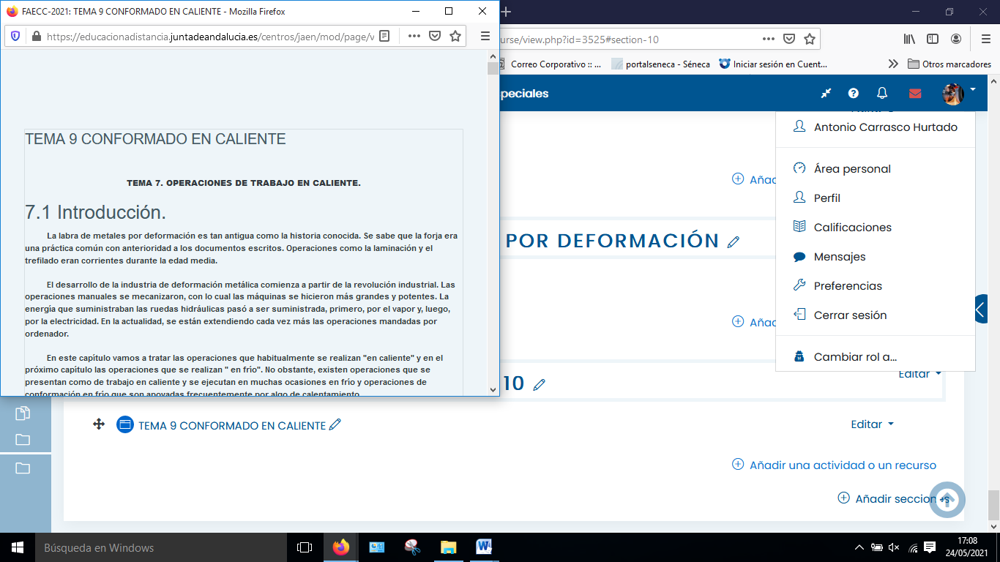 FAECC-2021: TEMA 9 CONFORMADO EN CALIENTE - Mozilla Firefox
https://educacionadistancia.juntadeandalucia.es/centros/jaen/mod/page/v
TEMA 9 CONFORMADO EN CALIENTE
TEMA 7. OPERACIONES DE TRABAJO EN CALIENTE.
7.1 Introducción.
La labra de metales por deformación es tan antigua como la historia conocida. Se sabe que la forja era
una práctica común con anterioridad a los documentos escritos. Operaciones como la laminación y el
trefilado eran corrientes durante la edad media.
El desarrollo de la industria de deformación metálica comienza a partir de la revolución industrial. Las
operaciones manuales se mecanizaron, con lo cual las máquinas se hicieron más grandes y potentes. La
energía que suministraban las ruedas hidráulicas pasó a ser suministrada, primero, por el vapor y, luego,
por la electricidad. En la actualidad, se están extendiendo cada vez más las operaciones mandadas por
ordenador.
En este capítulo vamos a tratar las operaciones que habitualmente se realizan "en caliente" y en el
próximo capítulo las operaciones que se realizan " en frío". No obstante, existen operaciones que se
presentan como de trabajo en caliente y se ejecutan en muchas ocasiones en frío y operaciones de
conformación en frío que son apoyadas frecuentemente por algo de calentamiento.
urse/view.php?id=3525#section-10
Correo Corporativo :: ...
portalseneca - Séneca
Iniciar sesión en Cuent...
Otros marcadores
peciales
Antonio Carrasco Hurtado
Área personal
Perfil
Calificaciones
Mensajes
Preferencias
Cerrar sesión
Cambiar rol a...
Añad
POR DEFORMACIÓN
Añad
10
Editar
TEMA 9 CONFORMADO EN CALIENTE
Editar
Añadir una actividad o un recurso
Añadir secciones
Búsqueda en Windows
17:08
24/05/2021